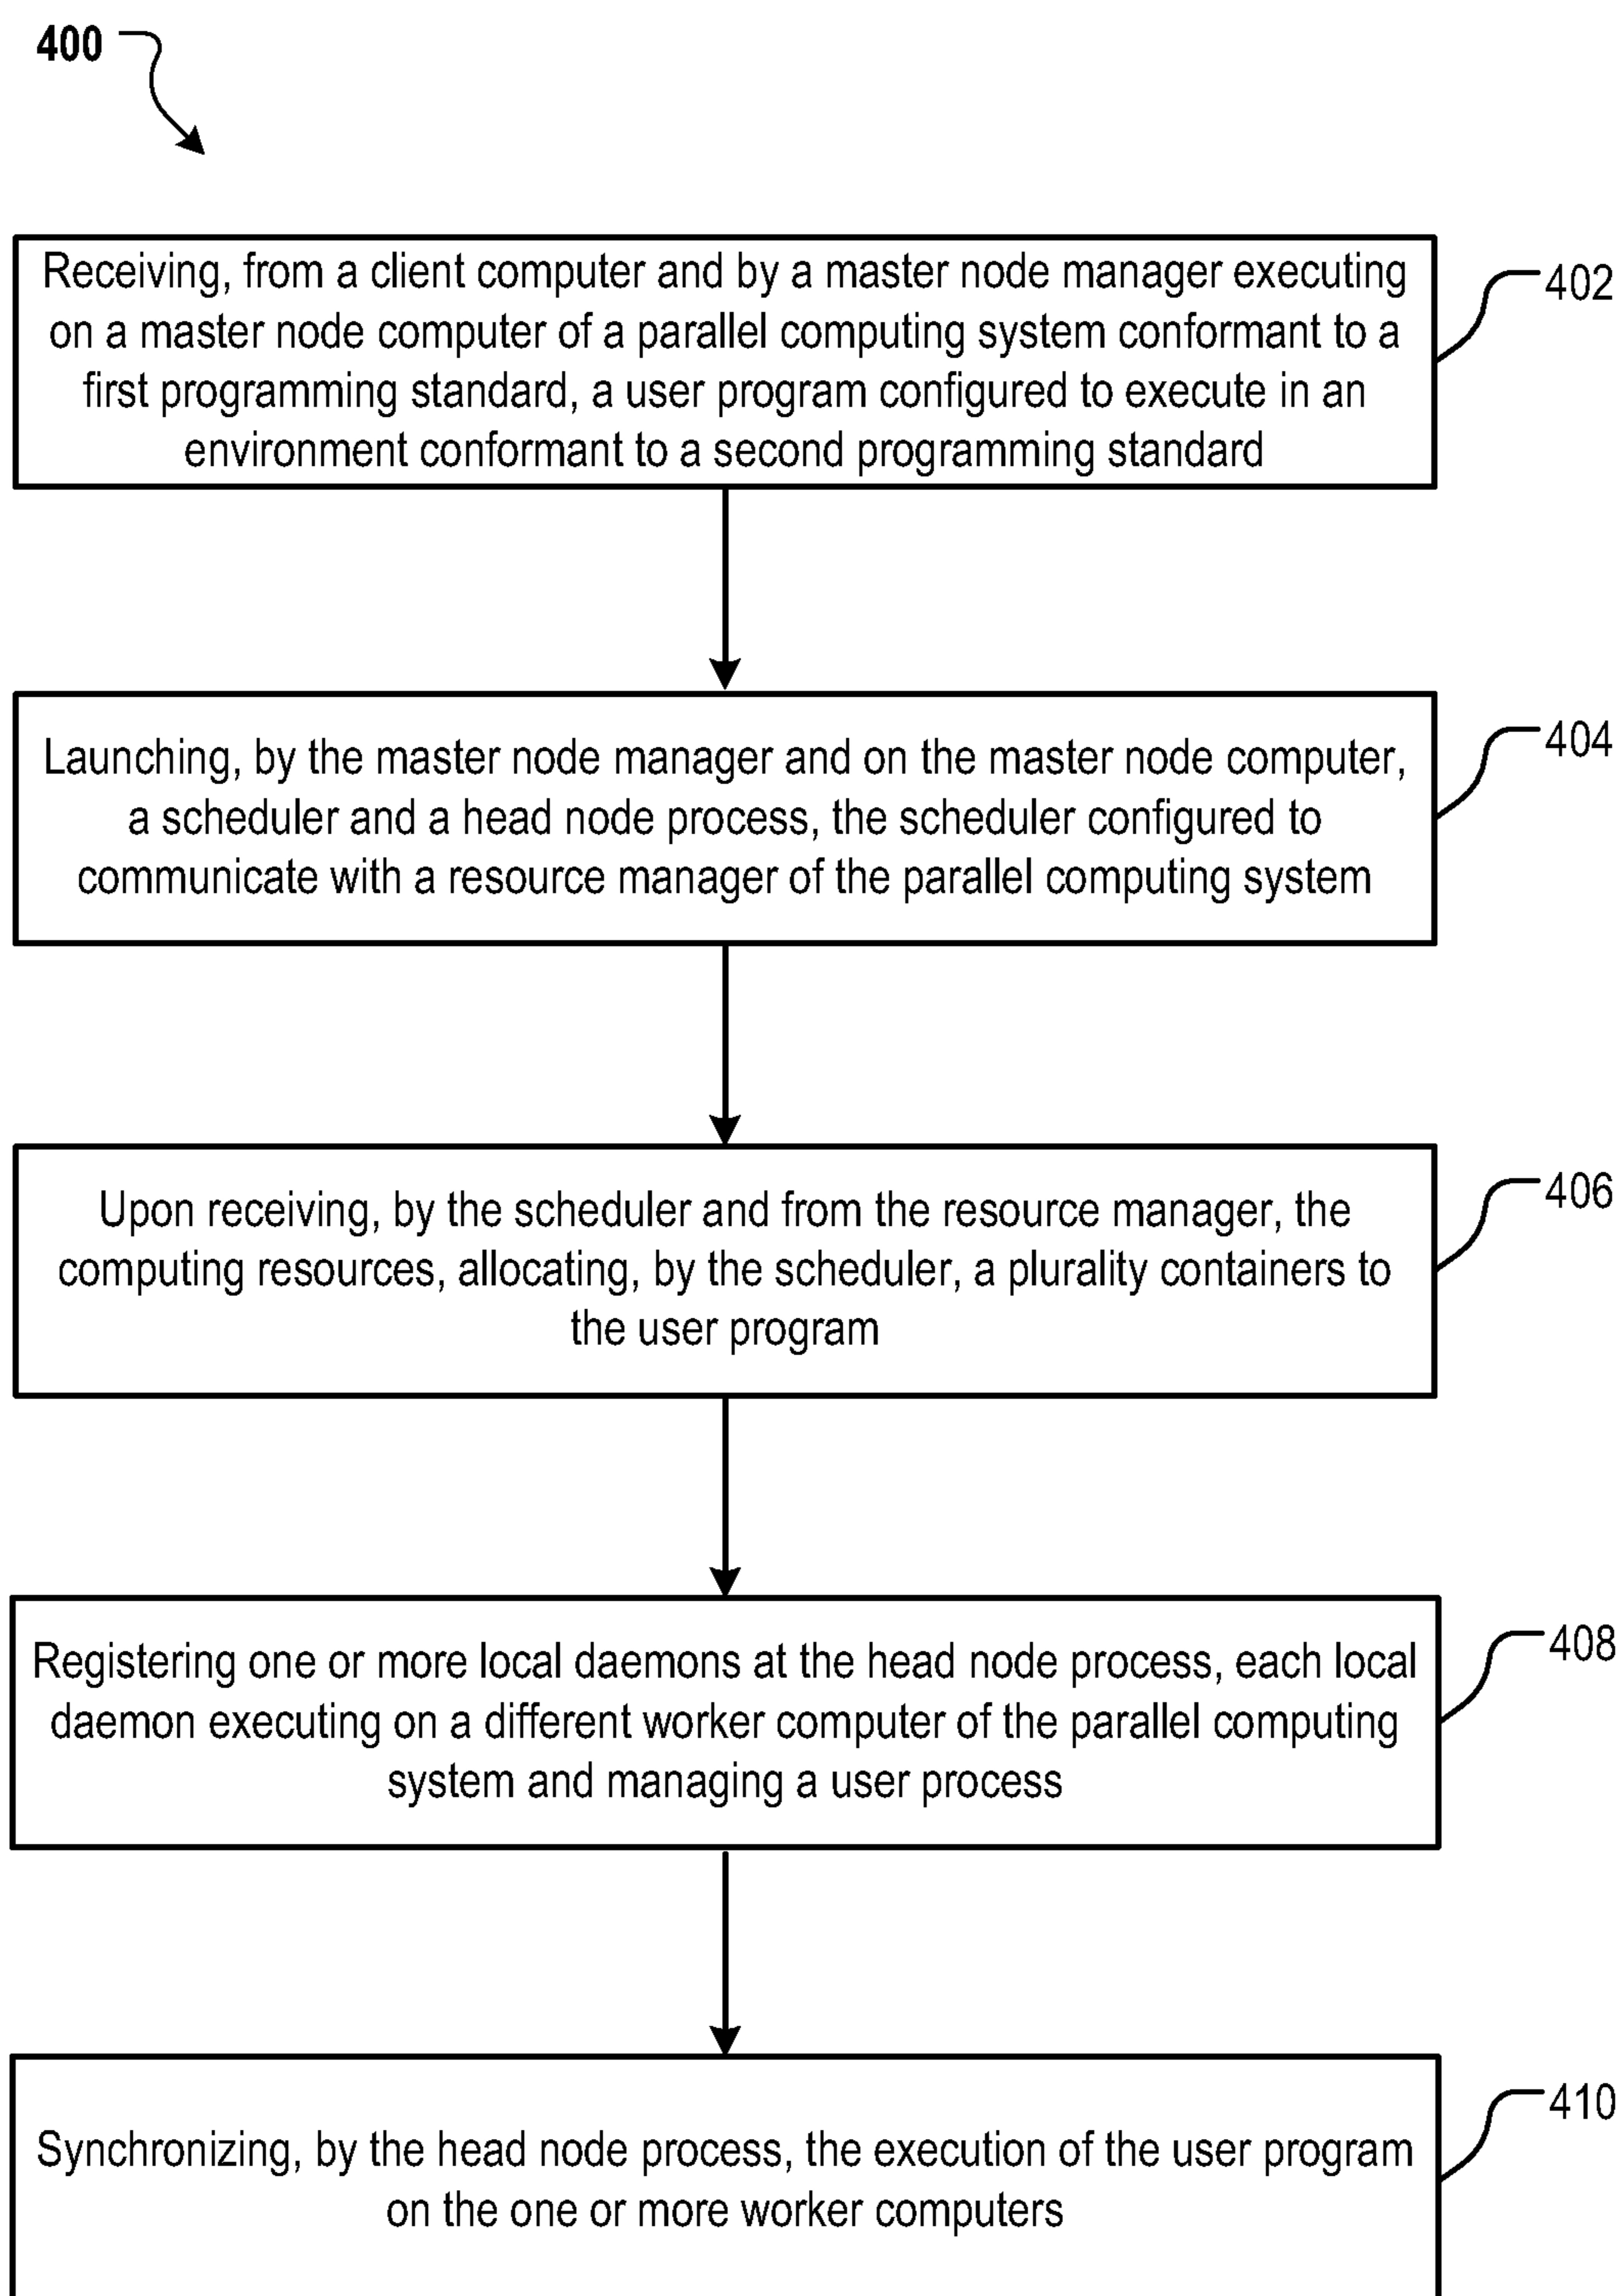 400
Receiving, from a client computer and by a master node manager executing
on a master node computer of a parallel computing system conformant to a
first programming standard, a user program configured to execute in an
environment conformant to a second programming standard
402
Launching, by the master node manager and on the master node computer,
a scheduler and a head node process, the scheduler configured to
communicate with a resource manager of the parallel computing system
404
Upon receiving, by the scheduler and from the resource manager, the
computing resources, allocating, by the scheduler, a plurality containers to
the user program
406
Registering one or more local daemons at the head node process, each local
daemon executing on a different worker computer of the parallel computing
system and managing a user process
408
Synchronizing, by the head node process, the execution of the user program
on the one or more worker computers
410